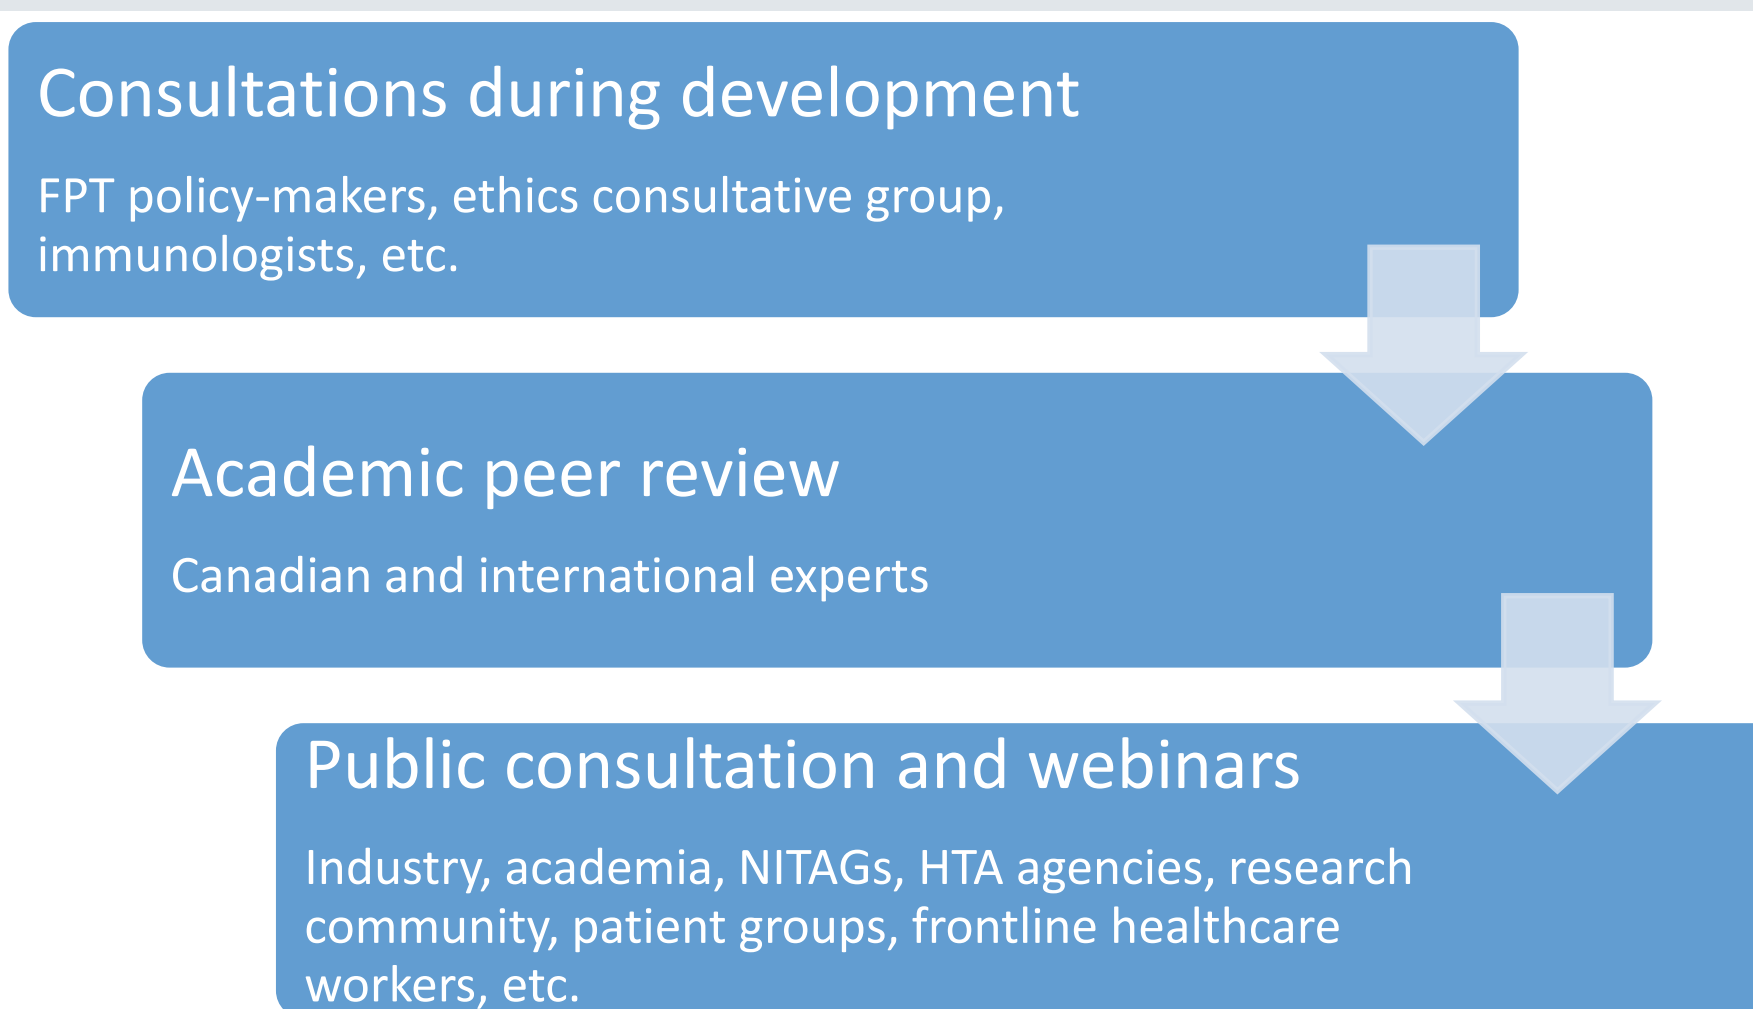 Consultations during development
FPT policy-makers, ethics consultative group,
immunologists, etc.
Academic peer review
Canadian and international experts
Public consultation and webinars
Industry, academia, NITAGs, HTA agencies, research
community, patient groups, frontline healthcare
workers, etc.